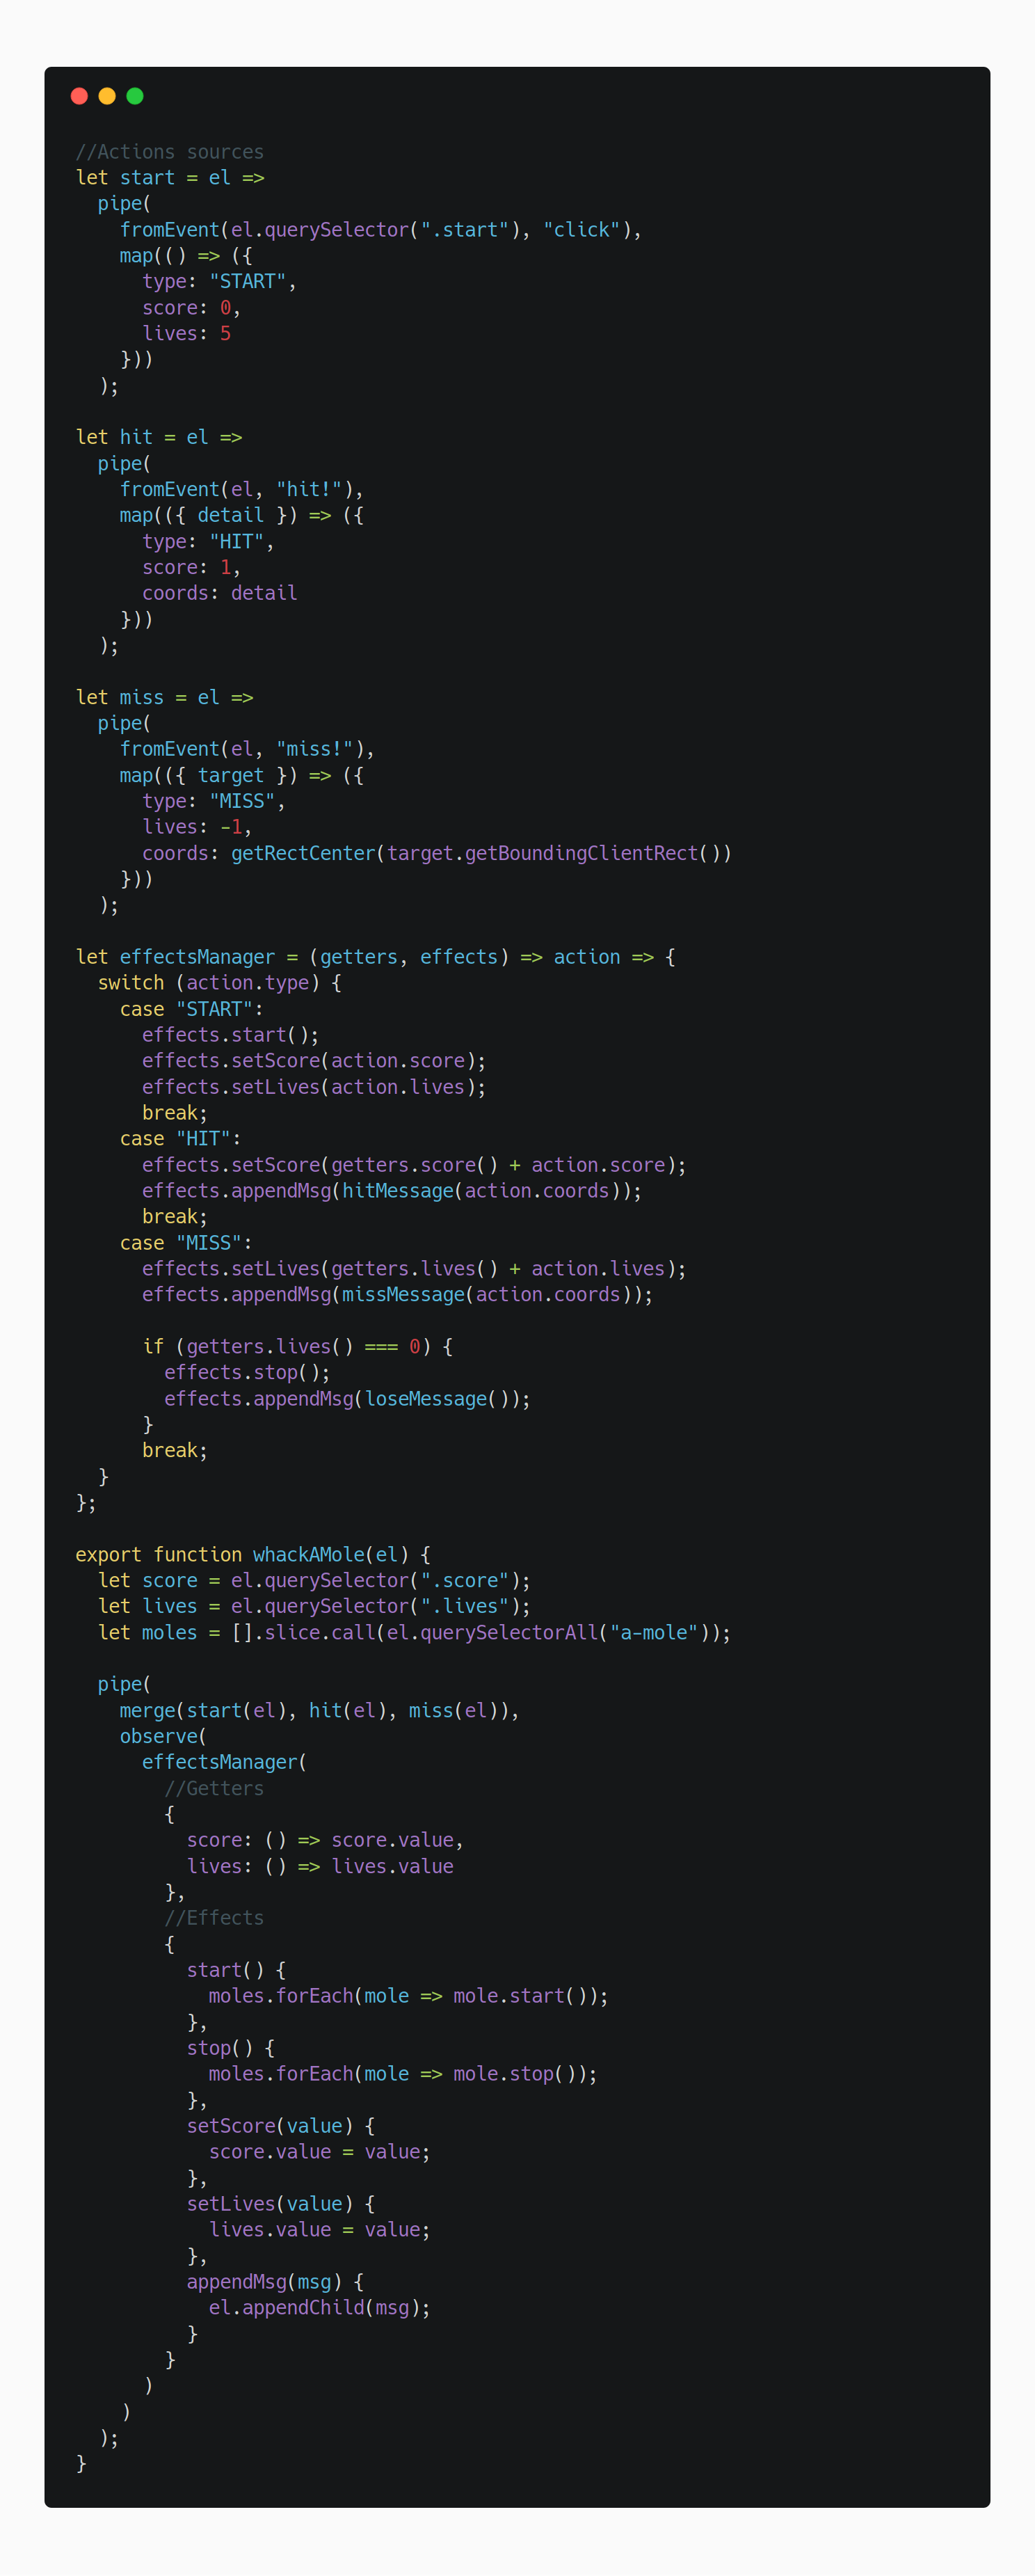 //Actions sources
let start = el =>
  pipe(
    fromEvent(el.querySelector(".start"), "click"),
    map(() => ({
      type: "START",
      score: 0,
      lives: 5
    }))
  );

let hit = el =>
  pipe(
    fromEvent(el, "hit!"),
    map(({ detail }) => ({
      type: "HIT",
      score: 1,
      coords: detail
    }))
  );

let miss = el =>
  pipe(
    fromEvent(el, "miss!"),
    map(({ target }) => ({
      type: "MISS",
      lives: -1,
      coords: getRectCenter(target.getBoundingClientRect())
    }))
  );

let effectsManager = (getters, effects) => action => {
  switch (action.type) {
    case "START":
      effects.start();
      effects.setScore(action.score);
      effects.setLives(action.lives);
      break;
    case "HIT":
      effects.setScore(getters.score() + action.score);
      effects.appendMsg(hitMessage(action.coords));
      break;
    case "MISS":
      effects.setLives(getters.lives() + action.lives);
      effects.appendMsg(missMessage(action.coords));

      if (getters.lives() === 0) {
        effects.stop();
        effects.appendMsg(loseMessage());
      }
      break;
  }
};

export function whackAMole(el) {
  let score = el.querySelector(".score");
  let lives = el.querySelector(".lives");
  let moles = [].slice.call(el.querySelectorAll("a-mole"));

  pipe(
    merge(start(el), hit(el), miss(el)),
    observe(
      effectsManager(
        //Getters
        {
          score: () => score.value,
          lives: () => lives.value
        },
        //Effects
        {
          start() {
            moles.forEach(mole => mole.start());
          },
          stop() {
            moles.forEach(mole => mole.stop());
          },
          setScore(value) {
            score.value = value;
          },
          setLives(value) {
            lives.value = value;
          },
          appendMsg(msg) {
            el.appendChild(msg);
          }
        }
      )
    )
  );
}